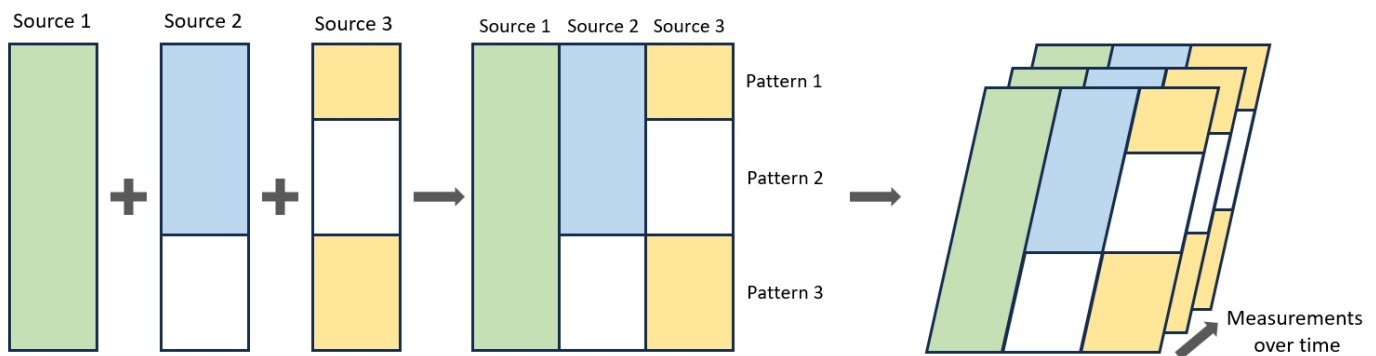 Source 1
Source 2
Source 3
Source 1
Source 2
Source 3
Pattern 1
Pattern 2
Pattern 3
Measurements
over time